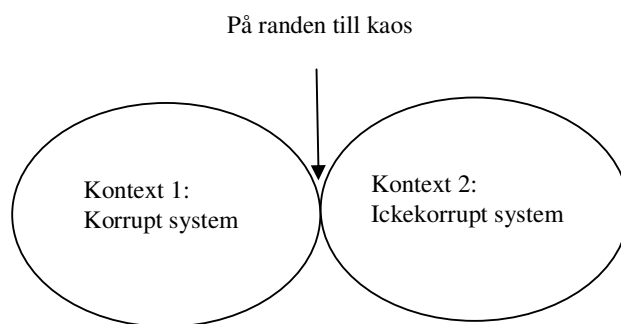 På randen till kaos
Kontext 1:
Korrupt system
Kontext 2:
Ickekorrupt system